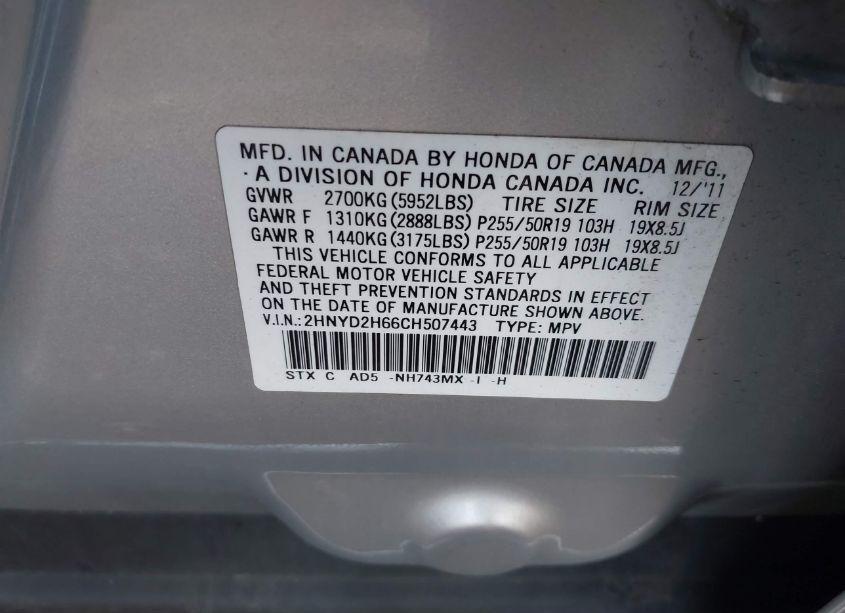 MFD. IN CANADA BY HONDA OF CANADA MFG.,
· A DIVISION OF HONDA CANADA INC. 12/'11
GVWR 2700KG (5952LBS) TIRE SIZE RIM SIZE
GAWR F 1310KG (2888LBS) P255/50R19 103H 19X8.5J
GAWR R 1440KG (3175LBS) P255/50R19 103H 19X8.5J
THIS VEHICLE CONFORMS TO ALL APPLICABLE
FEDERAL MOTOR VEHICLE SAFETY
AND THEFT PREVENTION STANDARDS IN EFFECT
ON THE DATE OF MANUFACTURE SHOWN ABOVE.
V.I.N.: 2HNYD2H66CH507443 TYPE: MPV
STX C AD5 -NH743MX -I -H